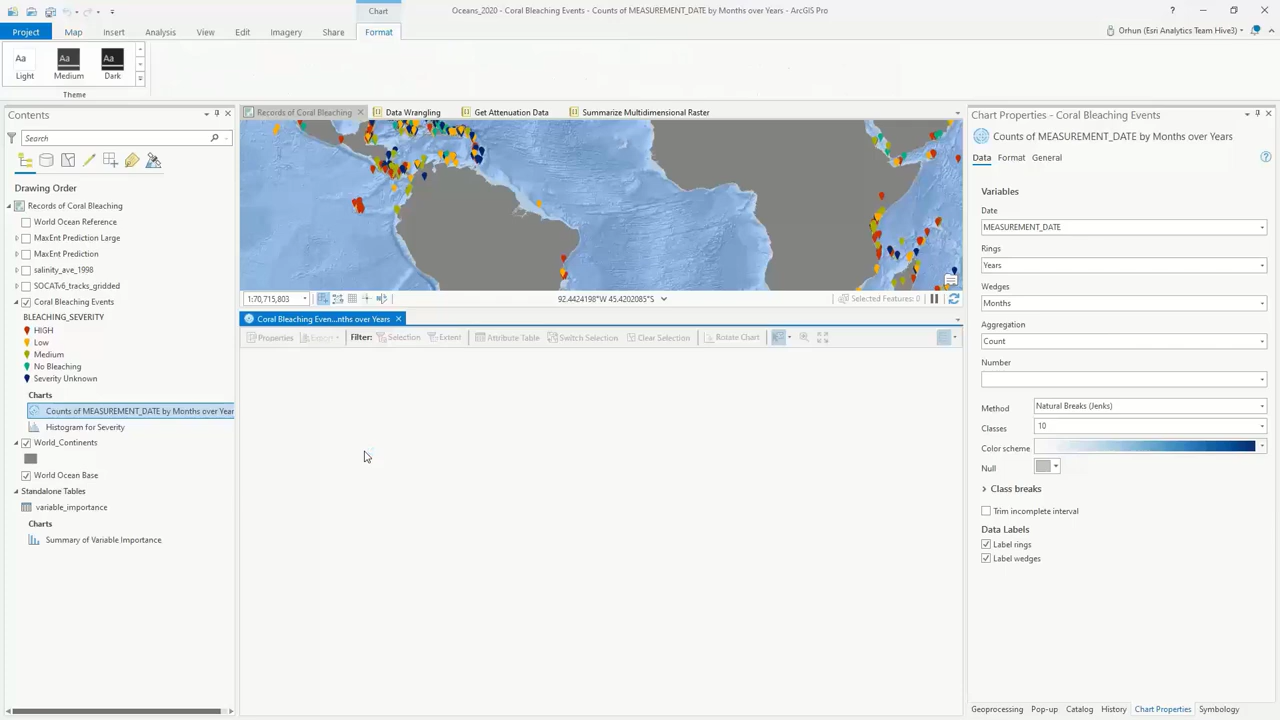 Chart
Oceans_2020 - Coral Bleaching Events - Counts of MEASUREMENT_DATE by Months over Years - ArcGIS Pro
Project Map Insert Analysis View Edit Imagery Share Format
Orhun (Esri Analytics Team Hive3)
Aa Aa Aa
Light Medium Dark
Theme
Contents
Search
Drawing Order
Records of Coral Bleaching
World Ocean Reference
MaxEnt Prediction Large
MaxEnt Prediction
salinity_ave_1998
SOCATv6_tracks_gridded
Coral Bleaching Events
BLEACHING_SEVERITY
HIGH
Low
Medium
No Bleaching
Severity Unknown
Charts
Counts of MEASUREMENT_DATE by Months over Year
Histogram for Severity
World_Continents
World Ocean Base
Standalone Tables
variable_importance
Charts
Summary of Variable Importance
Records of Coral Bleaching Data Wrangling Get Attenuation Data Summarize Multidimensional Raster
1:70,715,803 92.4424198°W 45.4202085°S Selected Features: 0
Coral Bleaching Even...nths over Years
Properties Export Filter: Selection Extent Attribute Table Switch Selection Clear Selection Rotate Chart
Chart Properties - Coral Bleaching Events
Counts of MEASUREMENT_DATE by Months over Years
Data Format General
Variables
Date
MEASUREMENT_DATE
Rings
Years
Wedges
Months
Aggregation
Count
Number
Method Natural Breaks (Jenks)
Classes 10
Color scheme
Null
Class breaks
Trim incomplete interval
Data Labels
Label rings
Label wedges
Geoprocessing Pop-up Catalog History Chart Properties Symbology